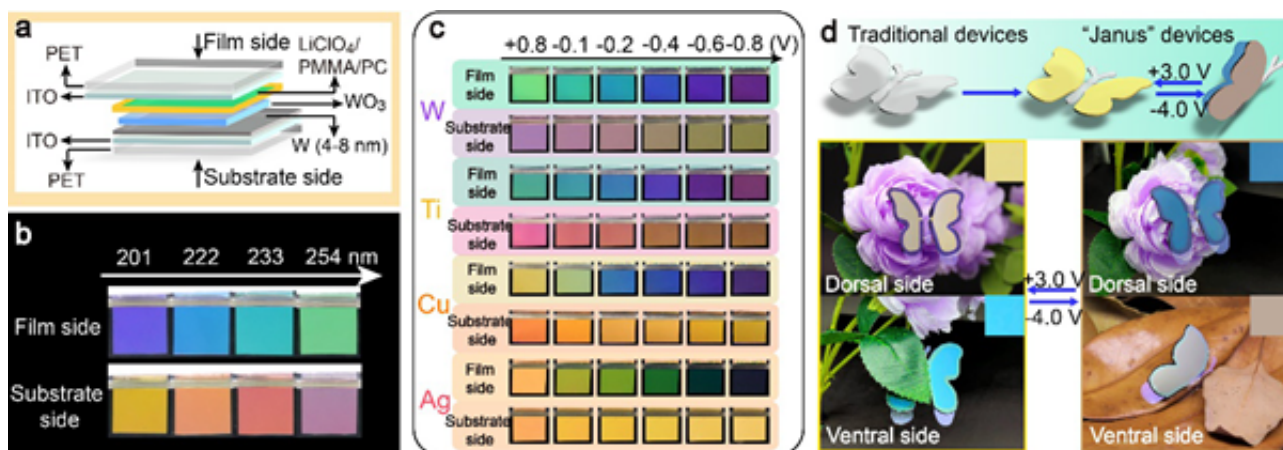 a
PET
Film side
LiClO₄/
PMMA/PC
ITO
WO₃
ITO
W (4-8 nm)
PET
Substrate side
b
201 222 233 254 nm
Film side
Substrate
side
c
+0.8 -0.1 -0.2 -0.4 -0.6 -0.8 (V)
W
Film
side
Substrate
side
Ti
Film
side
Substrate
side
Cu
Film
side
Substrate
side
Ag
Film
side
Substrate
side
d
Traditional devices
"Janus" devices
+3.0 V
-4.0 V
Dorsal side
Dorsal side
+3.0 V
-4.0 V
Ventral side
Ventral side